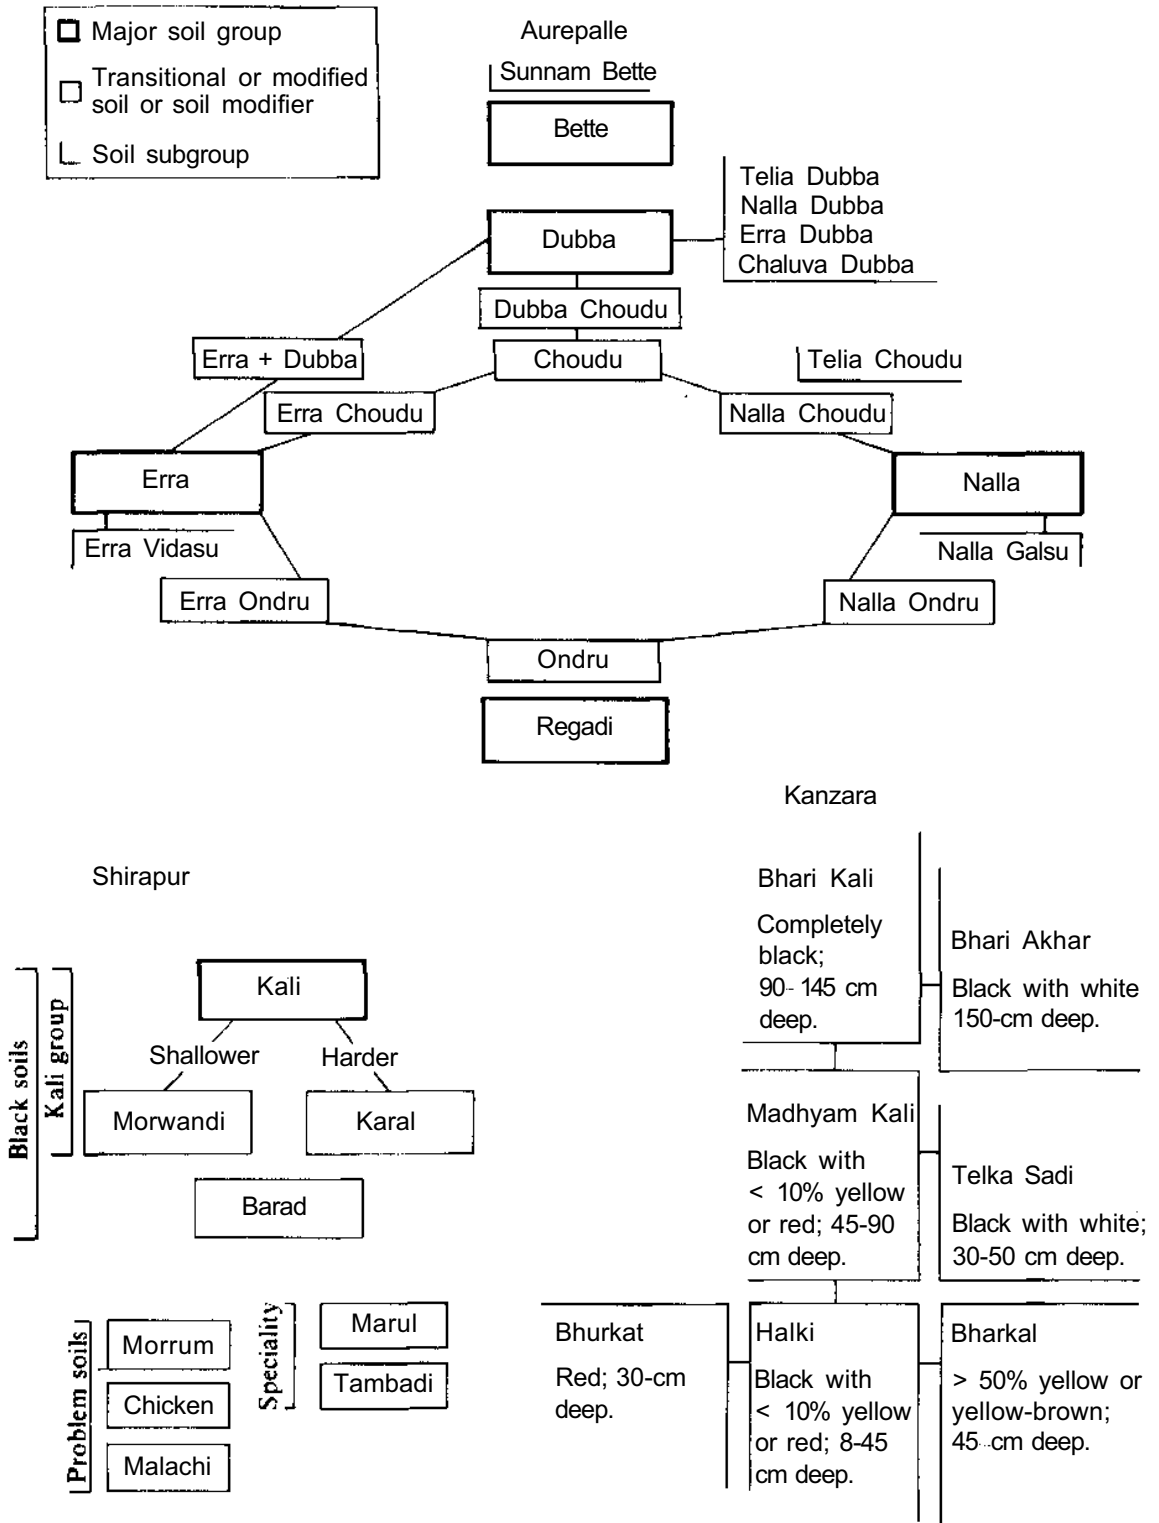 Major soil group
Transitional or modified
soil or soil modifier
Soil subgroup
Aurepalle
Sunnam Bette
Bette
Telia Dubba
Nalla Dubba
Erra Dubba
Chaluva Dubba
Dubba
Dubba Choudu
Erra + Dubba
Choudu
Telia Choudu
Erra Choudu
Nalla Choudu
Erra
Nalla
Erra Vidasu
Nalla Galsu
Erra Ondru
Nalla Ondru
Ondru
Regadi
Shirapur
Black soils
Kali group
Kali
Shallower
Harder
Morwandi
Karal
Barad
Problem soils
Morrum
Chicken
Malachi
Speciality
Marul
Tambadi
Kanzara
Bhari Kali
Completely
black;
90-145 cm
deep.
Bhari Akhar
Black with white
150-cm deep.
Madhyam Kali
Black with
< 10% yellow
or red; 45-90
cm deep.
Telka Sadi
Black with white;
30-50 cm deep.
Bhurkat
Red; 30-cm
deep.
Halki
Black with
< 10% yellow
or red; 8-45
cm deep.
Bharkal
> 50% yellow or
yellow-brown;
45-cm deep.